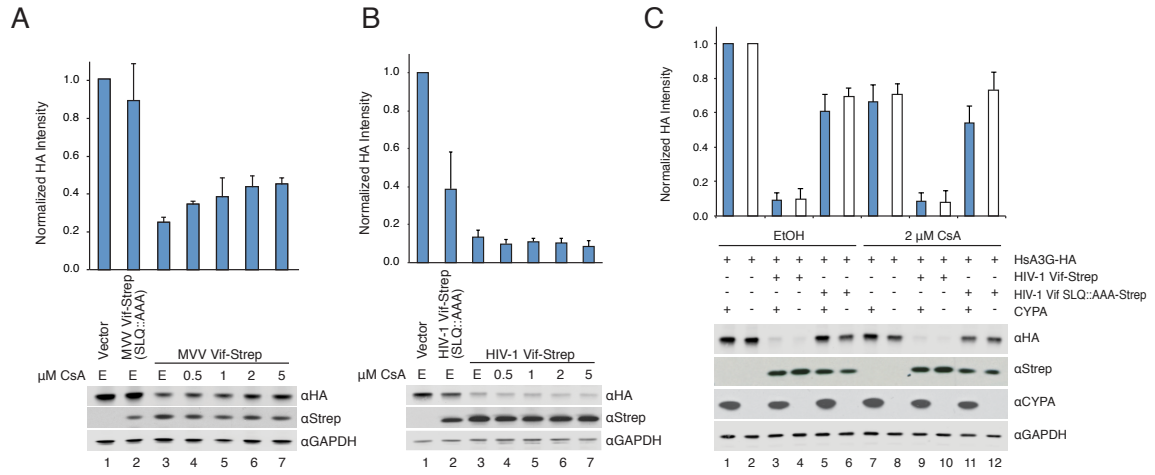 A
Normalized HA Intensity
1.0
0.8
0.6
0.4
0.2
0.0
Vector
MVV Vif-Strep
(SLQ::AAA)
MVV Vif-Strep
µM CsA E E E 0.5 1 2 5
αHA
αStrep
αGAPDH
1 2 3 4 5 6 7
B
Normalized HA Intensity
1.0
0.8
0.6
0.4
0.2
0.0
Vector
HIV-1 Vif-Strep
(SLQ::AAA)
HIV-1 Vif-Strep
µM CsA E E E 0.5 1 2 5
αHA
αStrep
αGAPDH
1 2 3 4 5 6 7
C
Normalized HA Intensity
1.0
0.8
0.6
0.4
0.2
0.0
EtOH 2 µM CsA
+ + + + + + + + + + + + HsA3G-HA
- - + + - - - - + + - - HIV-1 Vif-Strep
- - - - + + - - - - + + HIV-1 Vif SLQ::AAA-Strep
+ - + - + - + - + - + - CYPA
αHA
αStrep
αCYPA
αGAPDH
1 2 3 4 5 6 7 8 9 10 11 12